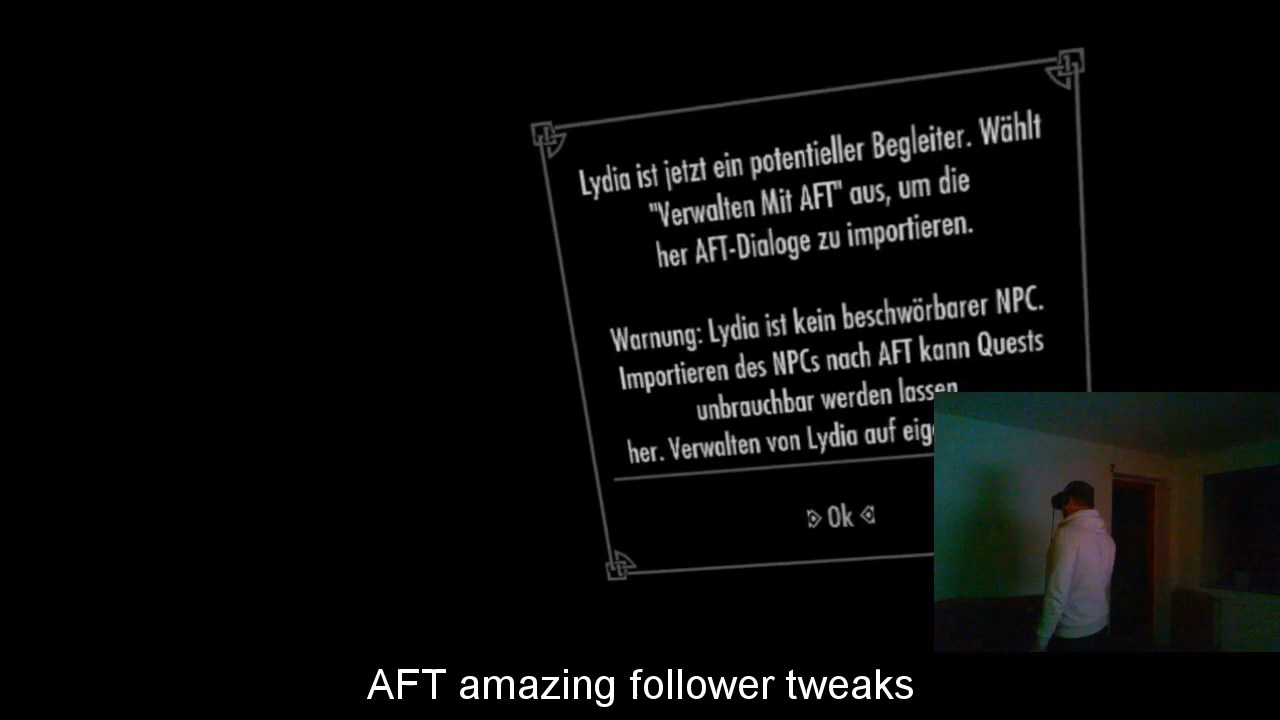 Lydia ist jetzt ein potentieller Begleiter. Wählt
"Verwalten Mit AFT" aus, um die
her AFT-Dialoge zu importieren.
Warnung: Lydia ist kein beschwörbarer NPC.
Importieren des NPCs nach AFT kann Quests
unbrauchbar werden lassen
her. Verwalten von Lydia auf
Ok
AFT amazing follower tweaks